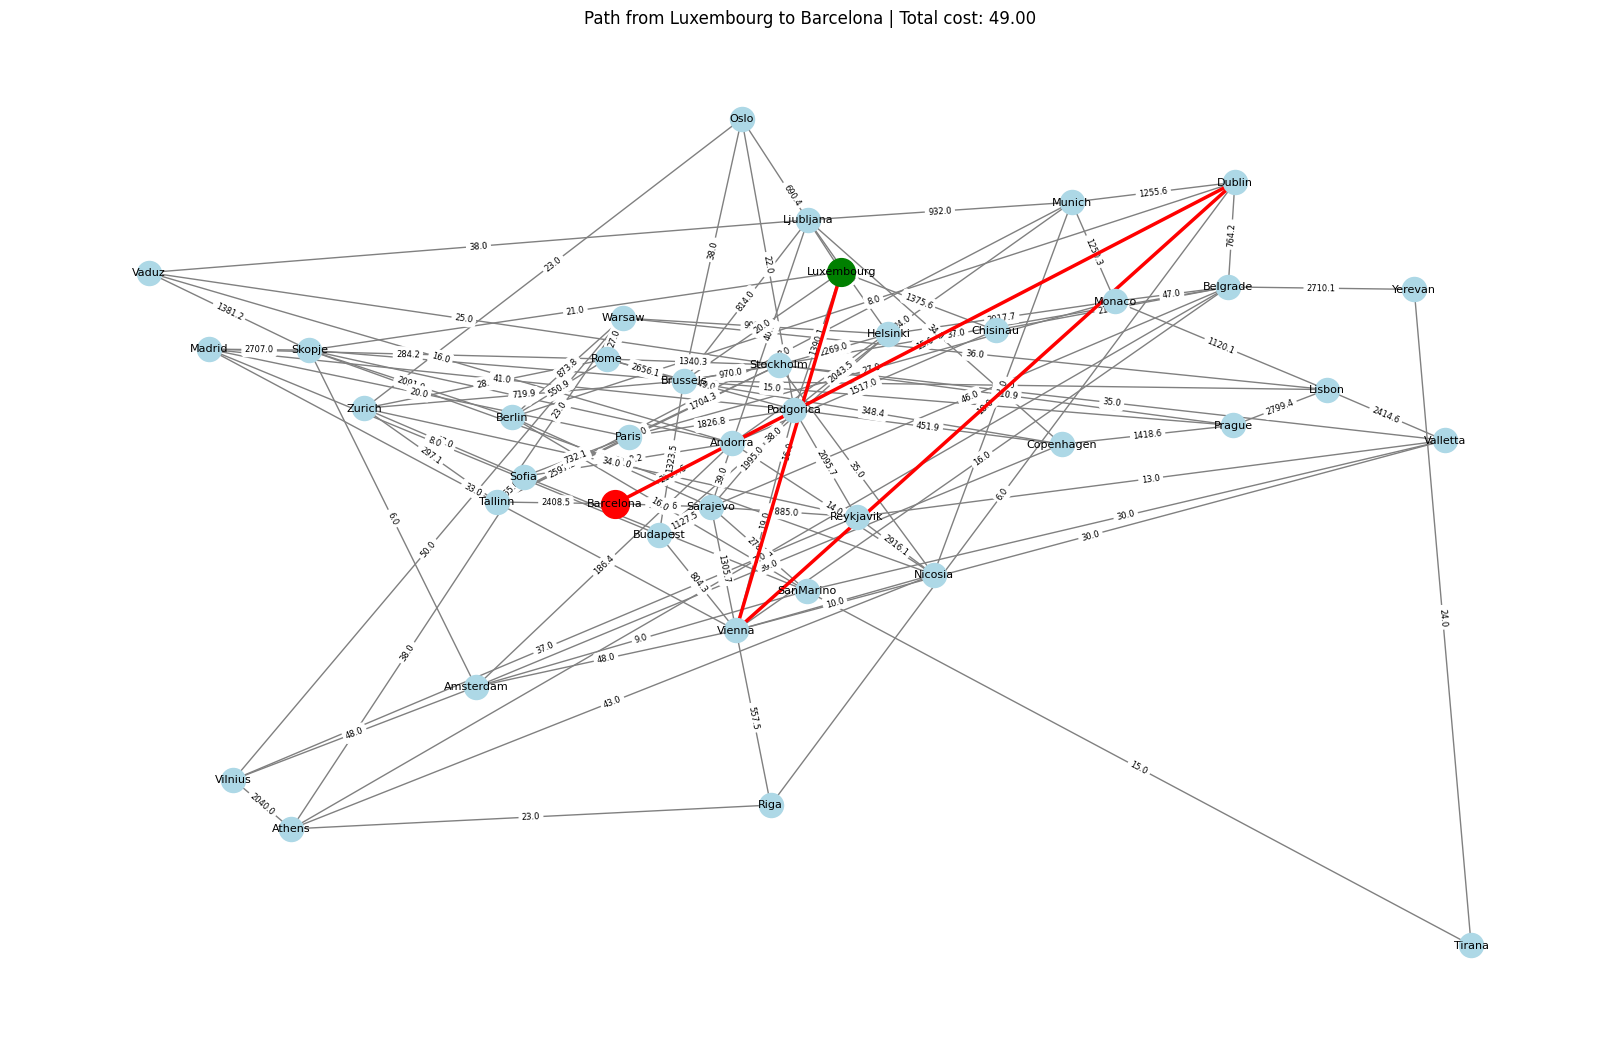 Path from Luxembourg to Barcelona | Total cost: 49.00
Oslo
Dublin
1255.6
Munich
690.4
932.0
Ljubljana
764.2
38.0
38.0
22.0
1250.3
23.0
Vaduz
Luxembourg
814.0
Belgrade
2710.1
Yerevan
47.0
8.0
1375.6
Monaco
1381.2
21.0
25.0
Warsaw
20.0
Chisinau
37.0
Helsinki
27.0
1120.1
Madrid
2707.0
Skopje
284.2
Rome
1340.3
2269.0
36.0
16.0
Stockholm
2656.1
873.8
970.0
2043.5
41.0
Brussels
15.0
1517.0
Lisbon
550.9
20.0
719.9
46.0
35.0
2799.4
2414.6
Zurich
Berlin
23.0
1704.3
Podgorica
348.4
1826.8
451.9
Prague
1418.6
Paris
Andorra
38.0
Copenhagen
Valletta
297.1
732.1
34.0
1995.0
2095.7
16.0
35.0
Sofia
39.0
13.0
33.0
Tallinn
2408.5
Barcelona
16.0
Sarajevo
885.0
14.0
Reykjavik
6.0
6.0
30.0
1323.5
1127.5
19.0
Budapest
2916.1
30.0
50.0
186.4
1305.7
804.3
Nicosia
SanMarino
10.0
24.0
Vienna
9.0
37.0
38.0
48.0
Amsterdam
43.0
557.5
48.0
15.0
Vilnius
2040.0
Riga
23.0
Athens
Tirana